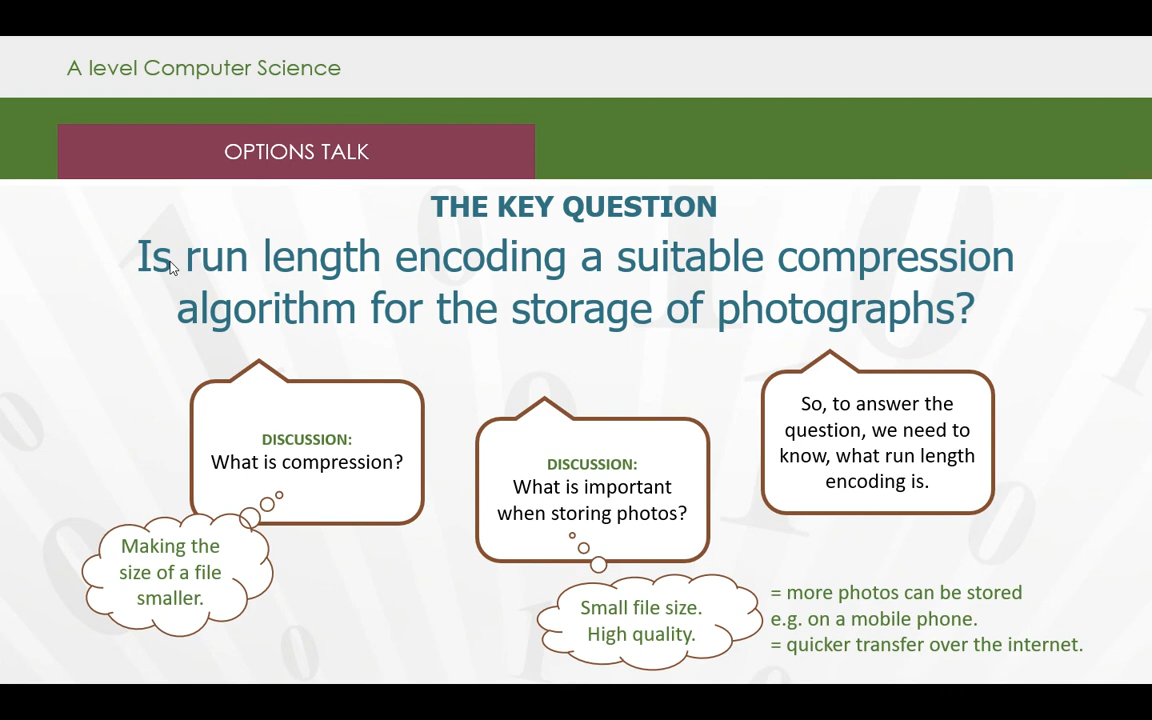 A level Computer Science
OPTIONS TALK
THE KEY QUESTION
Is run length encoding a suitable compression
algorithm for the storage of photographs?
DISCUSSION:
What is compression?
Making the
size of a file
smaller.
DISCUSSION:
What is important
when storing photos?
Small file size.
High quality.
= more photos can be stored
e.g. on a mobile phone.
= quicker transfer over the internet.
So, to answer the
question, we need to
know, what run length
encoding is.